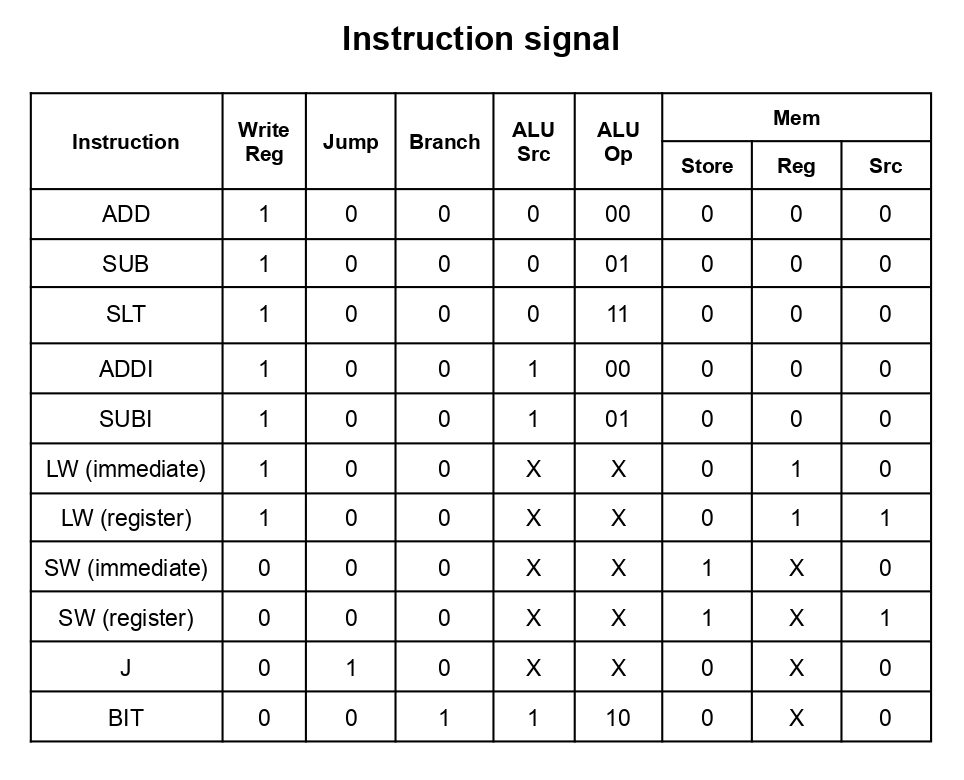 Instruction signal
Instruction Write Reg Jump Branch ALU Src ALU Op Mem
Store Reg Src
ADD 1 0 0 0 00 0 0 0
SUB 1 0 0 0 01 0 0 0
SLT 1 0 0 0 11 0 0 0
ADDI 1 0 0 1 00 0 0 0
SUBI 1 0 0 1 01 0 0 0
LW (immediate) 1 0 0 X X 0 1 0
LW (register) 1 0 0 X X 0 1 1
SW (immediate) 0 0 0 X X 1 X 0
SW (register) 0 0 0 X X 1 X 1
J 0 1 0 X X 0 X 0
BIT 0 0 1 1 10 0 X 0